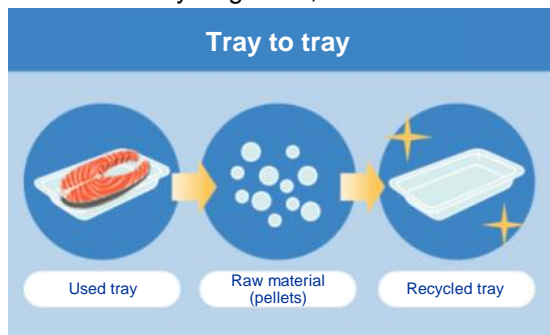 Tray to tray
Used tray
Raw material
(pellets)
Recycled tray